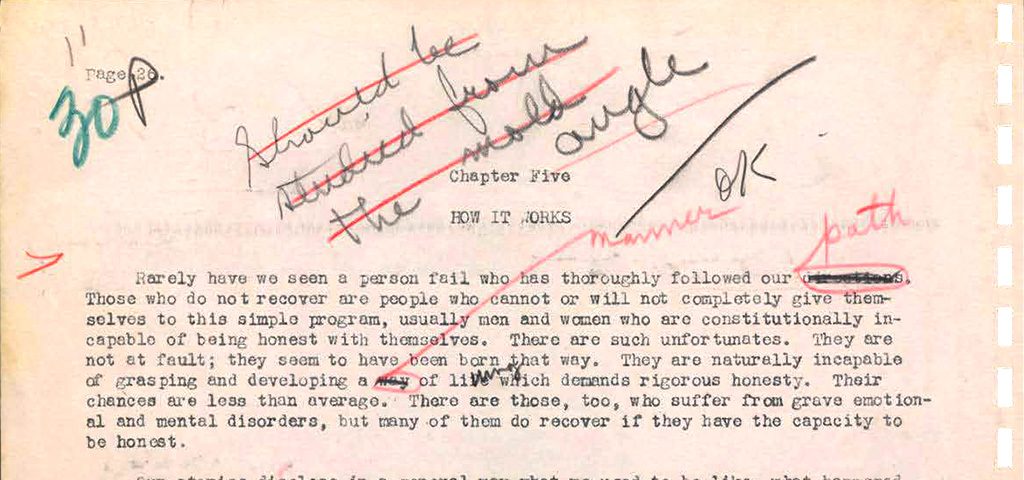 Page 26.
30 P
Should be
studied from
the mold
angle
OK
Chapter Five
HOW IT WORKS
manner
path
Rarely have we seen a person fail who has thoroughly followed our directions.
Those who do not recover are people who cannot or will not completely give them-
selves to this simple program, usually men and women who are constitutionally in-
capable of being honest with themselves. There are such unfortunates. They are
not at fault; they seem to have been born that way. They are naturally incapable
of grasping and developing a way of living which demands rigorous honesty. Their
chances are less than average. There are those, too, who suffer from grave emotion-
al and mental disorders, but many of them do recover if they have the capacity to
be honest.